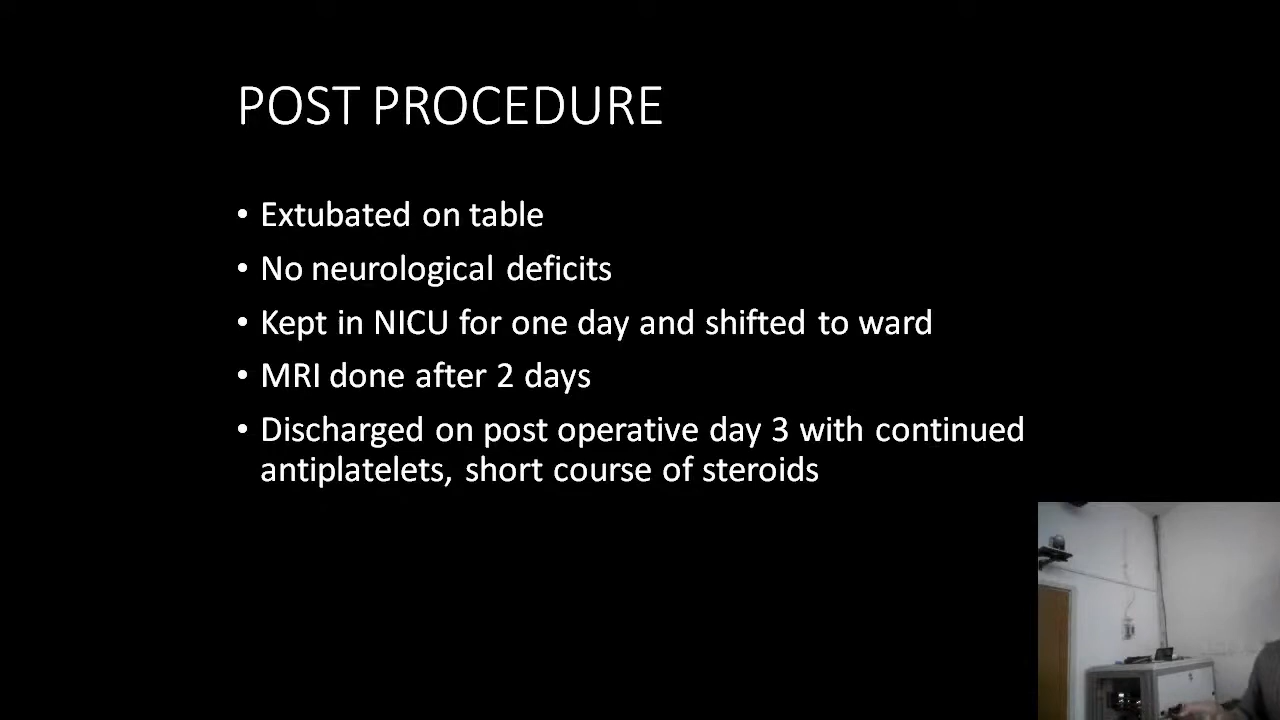 POST PROCEDURE
• Extubated on table
• No neurological deficits
• Kept in NICU for one day and shifted to ward
• MRI done after 2 days
• Discharged on post operative day 3 with continued
antiplatelets, short course of steroids